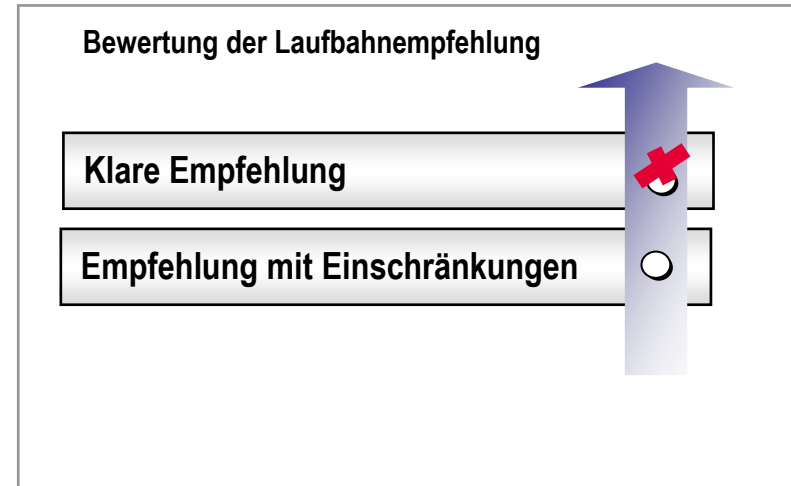 Bewertung der Laufbahnempfehlung
Klare Empfehlung
Empfehlung mit Einschränkungen